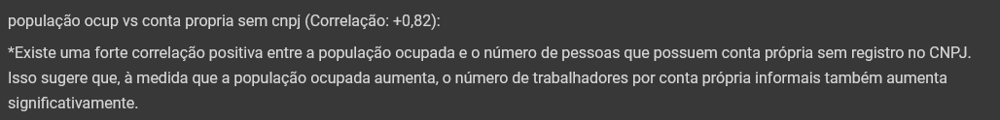 população ocup vs conta propria sem cnpj (Correlação: +0,82):
*Existe uma forte correlação positiva entre a população ocupada e o número de pessoas que possuem conta própria sem registro no CNPJ.
Isso sugere que, à medida que a população ocupada aumenta, o número de trabalhadores por conta própria informais também aumenta
significativamente.